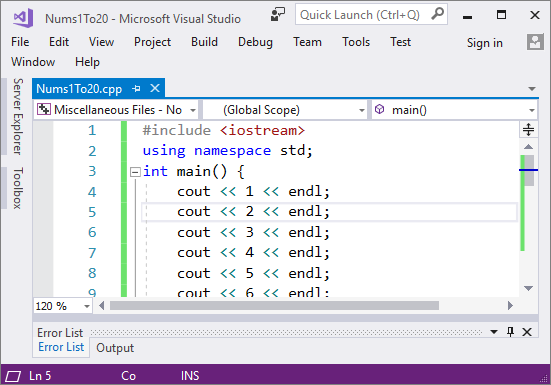 Nums1To20 - Microsoft Visual Studio
Quick Launch (Ctrl+Q)
File Edit View Project Build Debug Team Tools Test Sign in
Window Help
Server Explorer
Toolbox
Nums1To20.cpp
Miscellaneous Files - No (Global Scope) main()
1 #include <iostream>
2 using namespace std;
3 int main() {
4 cout << 1 << endl;
5 cout << 2 << endl;
6 cout << 3 << endl;
7 cout << 4 << endl;
8 cout << 5 << endl;
9 cout << 6 << endl;
120 %
Error List
Error List Output
Ln 5 Co INS